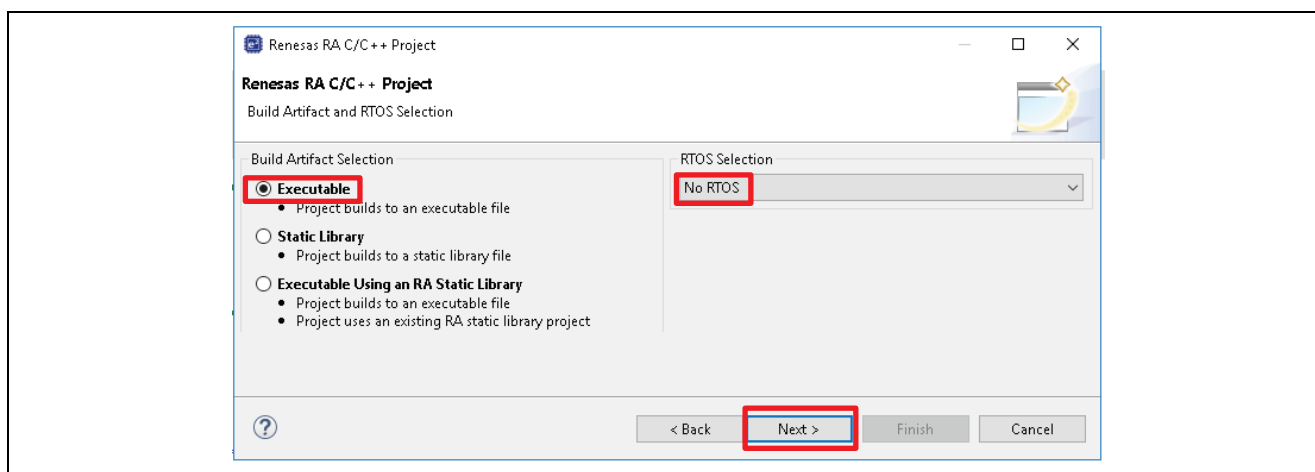 Renesas RA C/C++ Project
Renesas RA C/C++ Project
Build Artifact and RTOS Selection
Build Artifact Selection
Executable
• Project builds to an executable file
Static Library
• Project builds to a static library file
Executable Using an RA Static Library
• Project builds to an executable file
• Project uses an existing RA static library project
RTOS Selection
No RTOS
?
< Back Next > Finish Cancel